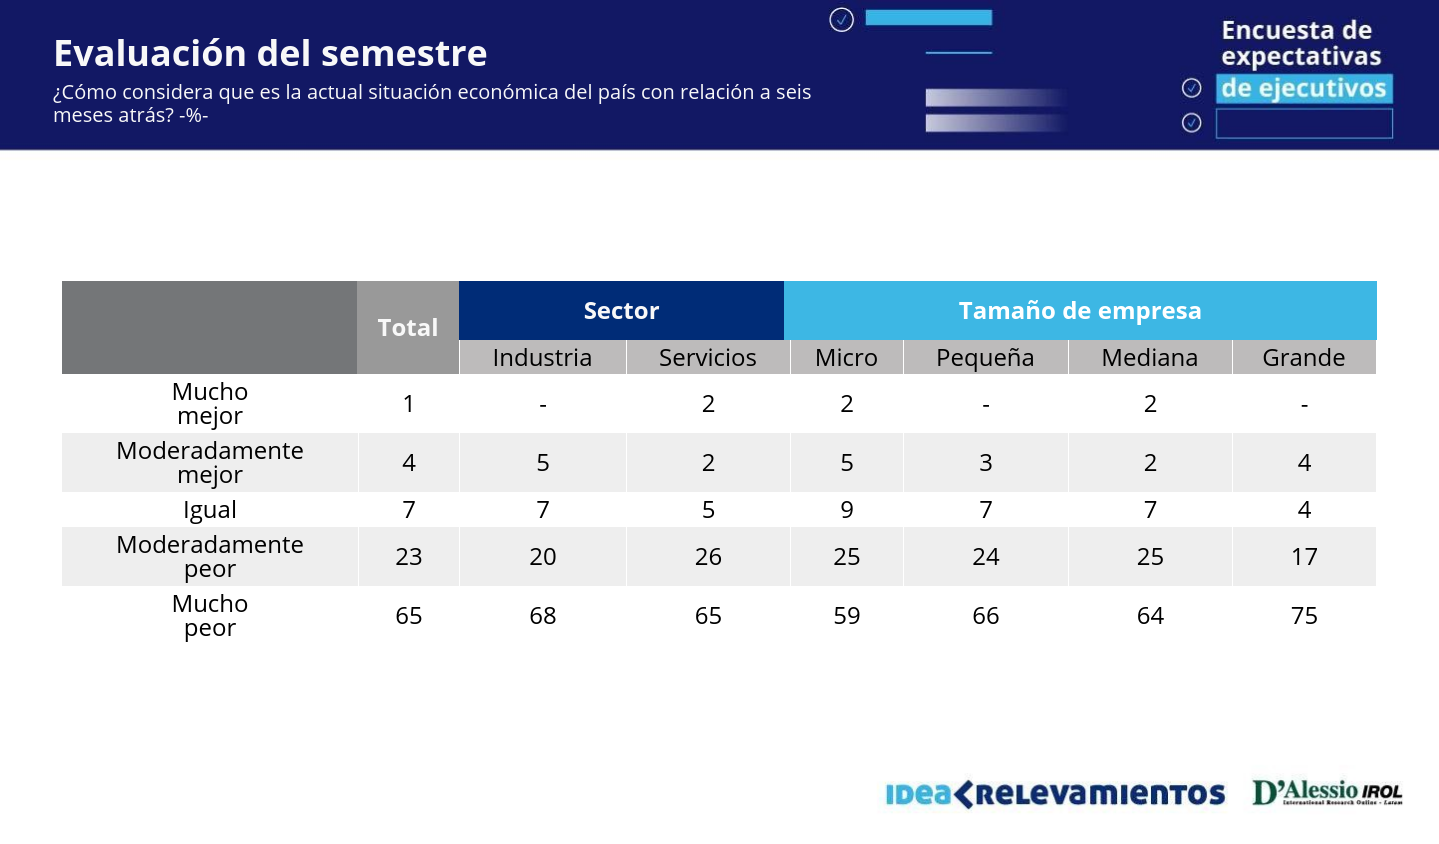 Evaluación del semestre
¿Cómo considera que es la actual situación económica del país con relación a seis
meses atrás? -%-
Encuesta de
expectativas
de ejecutivos
Total
Sector
Tamaño de empresa
Industria Servicios Micro Pequeña Mediana Grande
Mucho
mejor
1 - 2 2 - 2 -
Moderadamente
mejor
4 5 2 5 3 2 4
Igual 7 7 5 9 7 7 4
Moderadamente
peor
23 20 26 25 24 25 17
Mucho
peor
65 68 65 59 66 64 75
IDea RELEVAMIENTOS
D'Alessio IROL
International Research Online - Latam